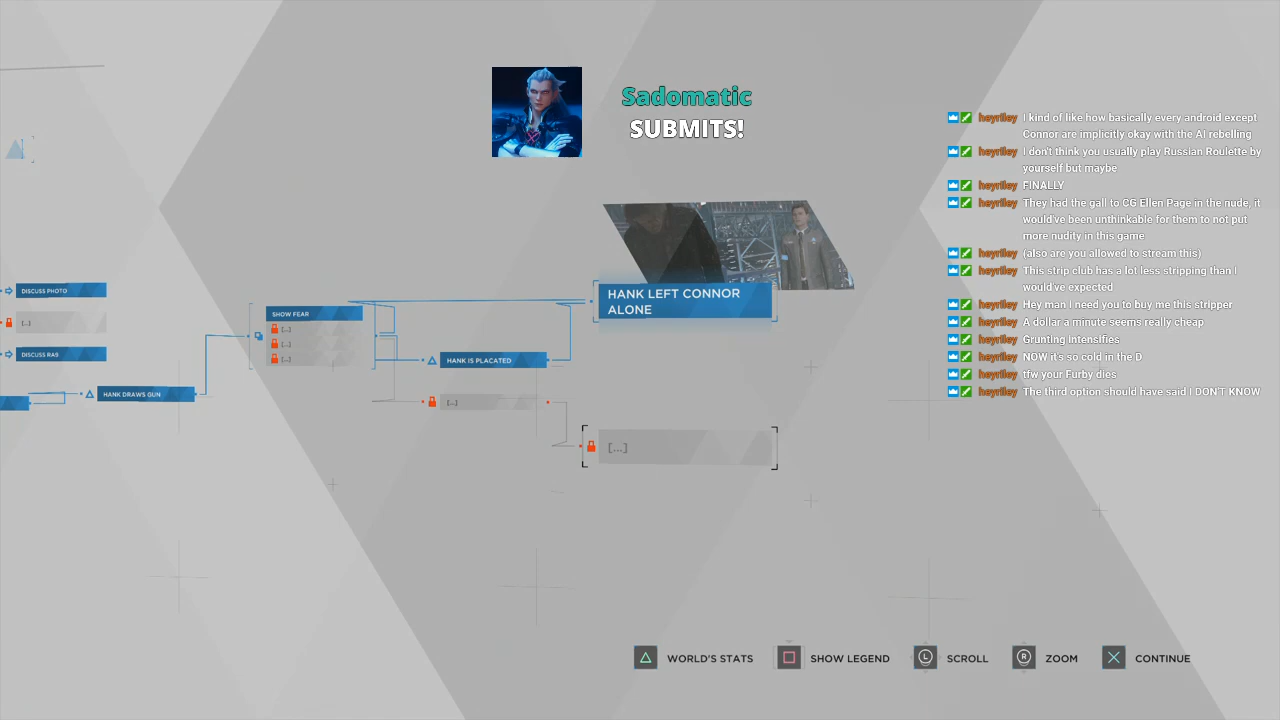 Sadomatic
SUBMITS!
heyriley I kind of like how basically every android except
Connor are implicitly okay with the AI rebelling
heyriley I don't think you usually play Russian Roulette by
yourself but maybe
heyriley FINALLY
heyriley They had the gall to CG Ellen Page in the nude, it
would've been unthinkable for them to not put
more nudity in this game
heyriley (also are you allowed to stream this)
heyriley This strip club has a lot less stripping than I
would've expected
heyriley Hey man I need you to buy me this stripper
heyriley A dollar a minute seems really cheap
heyriley Grunting intensifies
heyriley NOW it's so cold in the D
heyriley tfw your Furby dies
heyriley The third option should have said I DON'T KNOW
DISCUSS PHOTO
[...]
DISCUSS RA9
HANK DRAWS GUN
SHOW FEAR
[...]
[...]
[...]
HANK IS PLACATED
[...]
HANK LEFT CONNOR
ALONE
[...]
WORLD'S STATS
SHOW LEGEND
L SCROLL
R ZOOM
CONTINUE